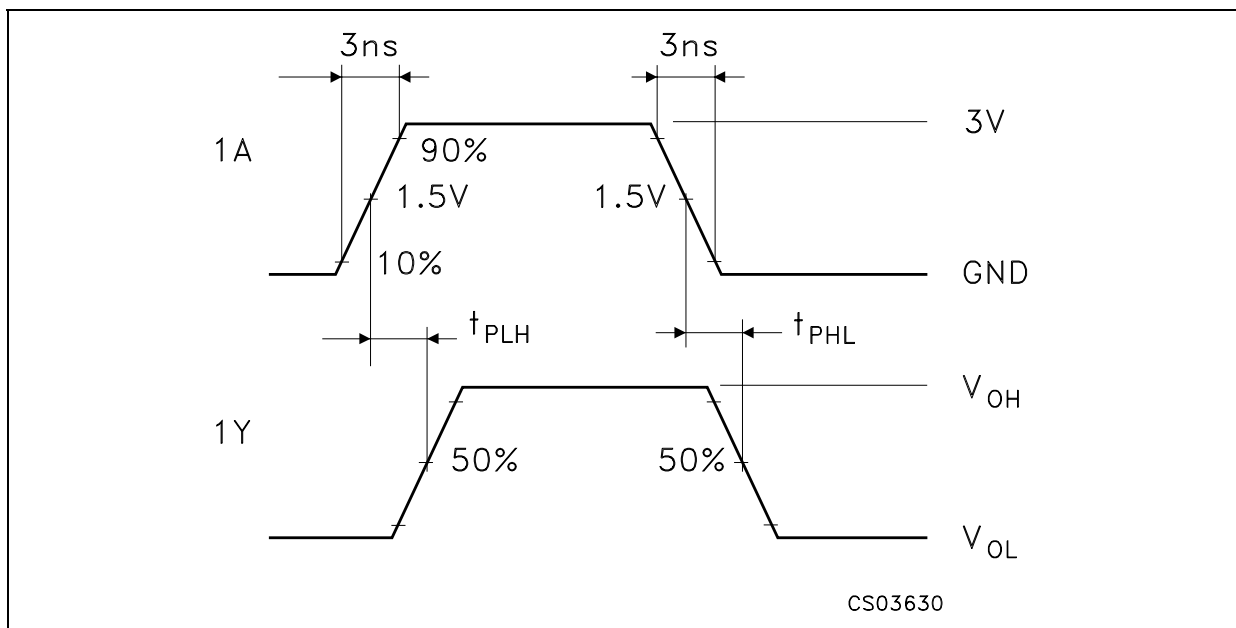 3ns 3ns
3V
1A
90%
1.5V 1.5V
10%
GND
tPLH tPHL
VOH
1Y
50% 50%
VOL
CS03630